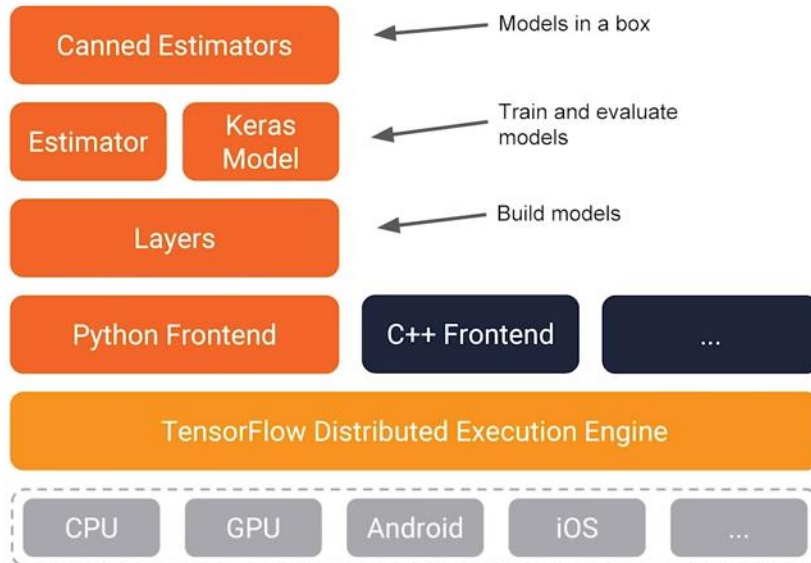 Canned Estimators
Models in a box
Estimator
Keras
Model
Train and evaluate
models
Layers
Build models
Python Frontend
C++ Frontend
...
TensorFlow Distributed Execution Engine
CPU
GPU
Android
iOS
...